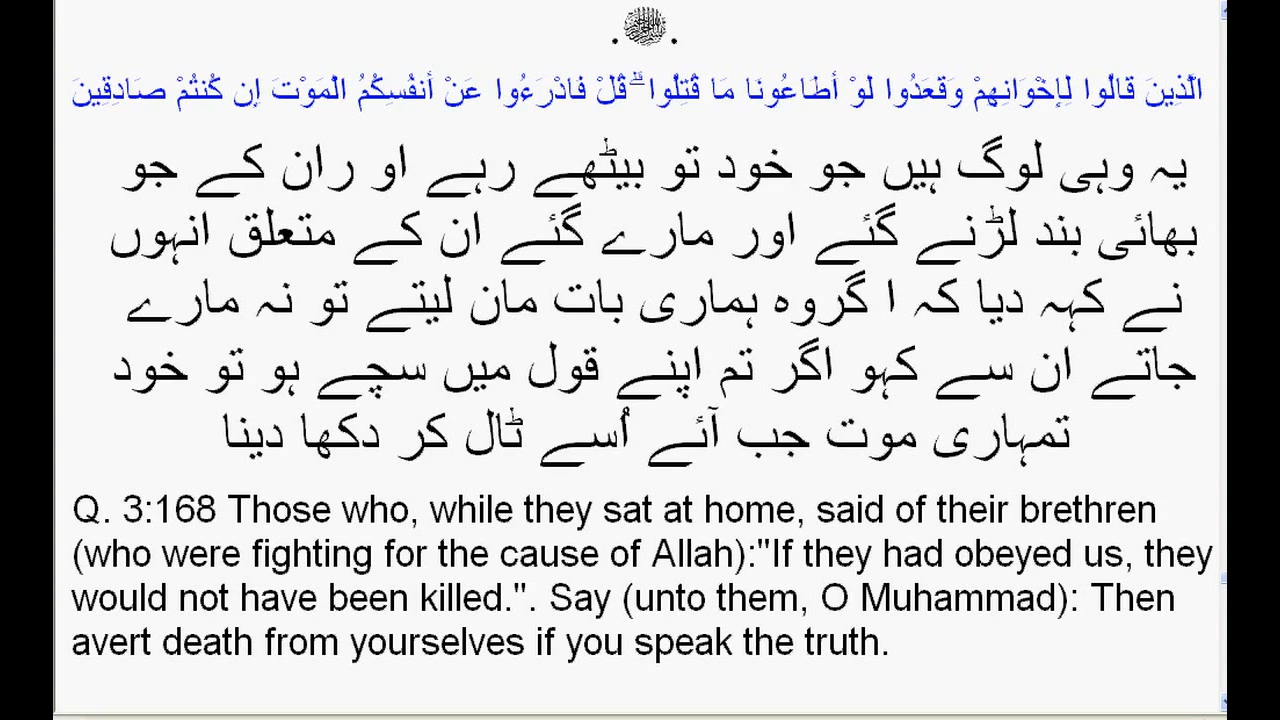 الَّذِينَ قَالُوا لِإِخْوَانِهِمْ وَقَعَدُوا لَوْ أَطَاعُونَا مَا قُتِلُوا ۗ قُلْ فَادْرَءُوا عَنْ أَنفُسِكُمُ الْمَوْتَ إِن كُنتُمْ صَادِقِينَ
یہ وہی لوگ ہیں جو خود تو بیٹھے رہے او ران کے جو
بھائی بند لڑنے گئے اور مارے گئے ان کے متعلق انہوں
نے کہہ دیا کہ ا گروہ ہماری بات مان لیتے تو نہ مارے
جاتے ان سے کہو اگر تم اپنے قول میں سچے ہو تو خود
تمہاری موت جب آئے اُسے ٹال کر دکھا دینا
Q. 3:168 Those who, while they sat at home, said of their brethren
(who were fighting for the cause of Allah):"If they had obeyed us, they
would not have been killed.". Say (unto them, O Muhammad): Then
avert death from yourselves if you speak the truth.